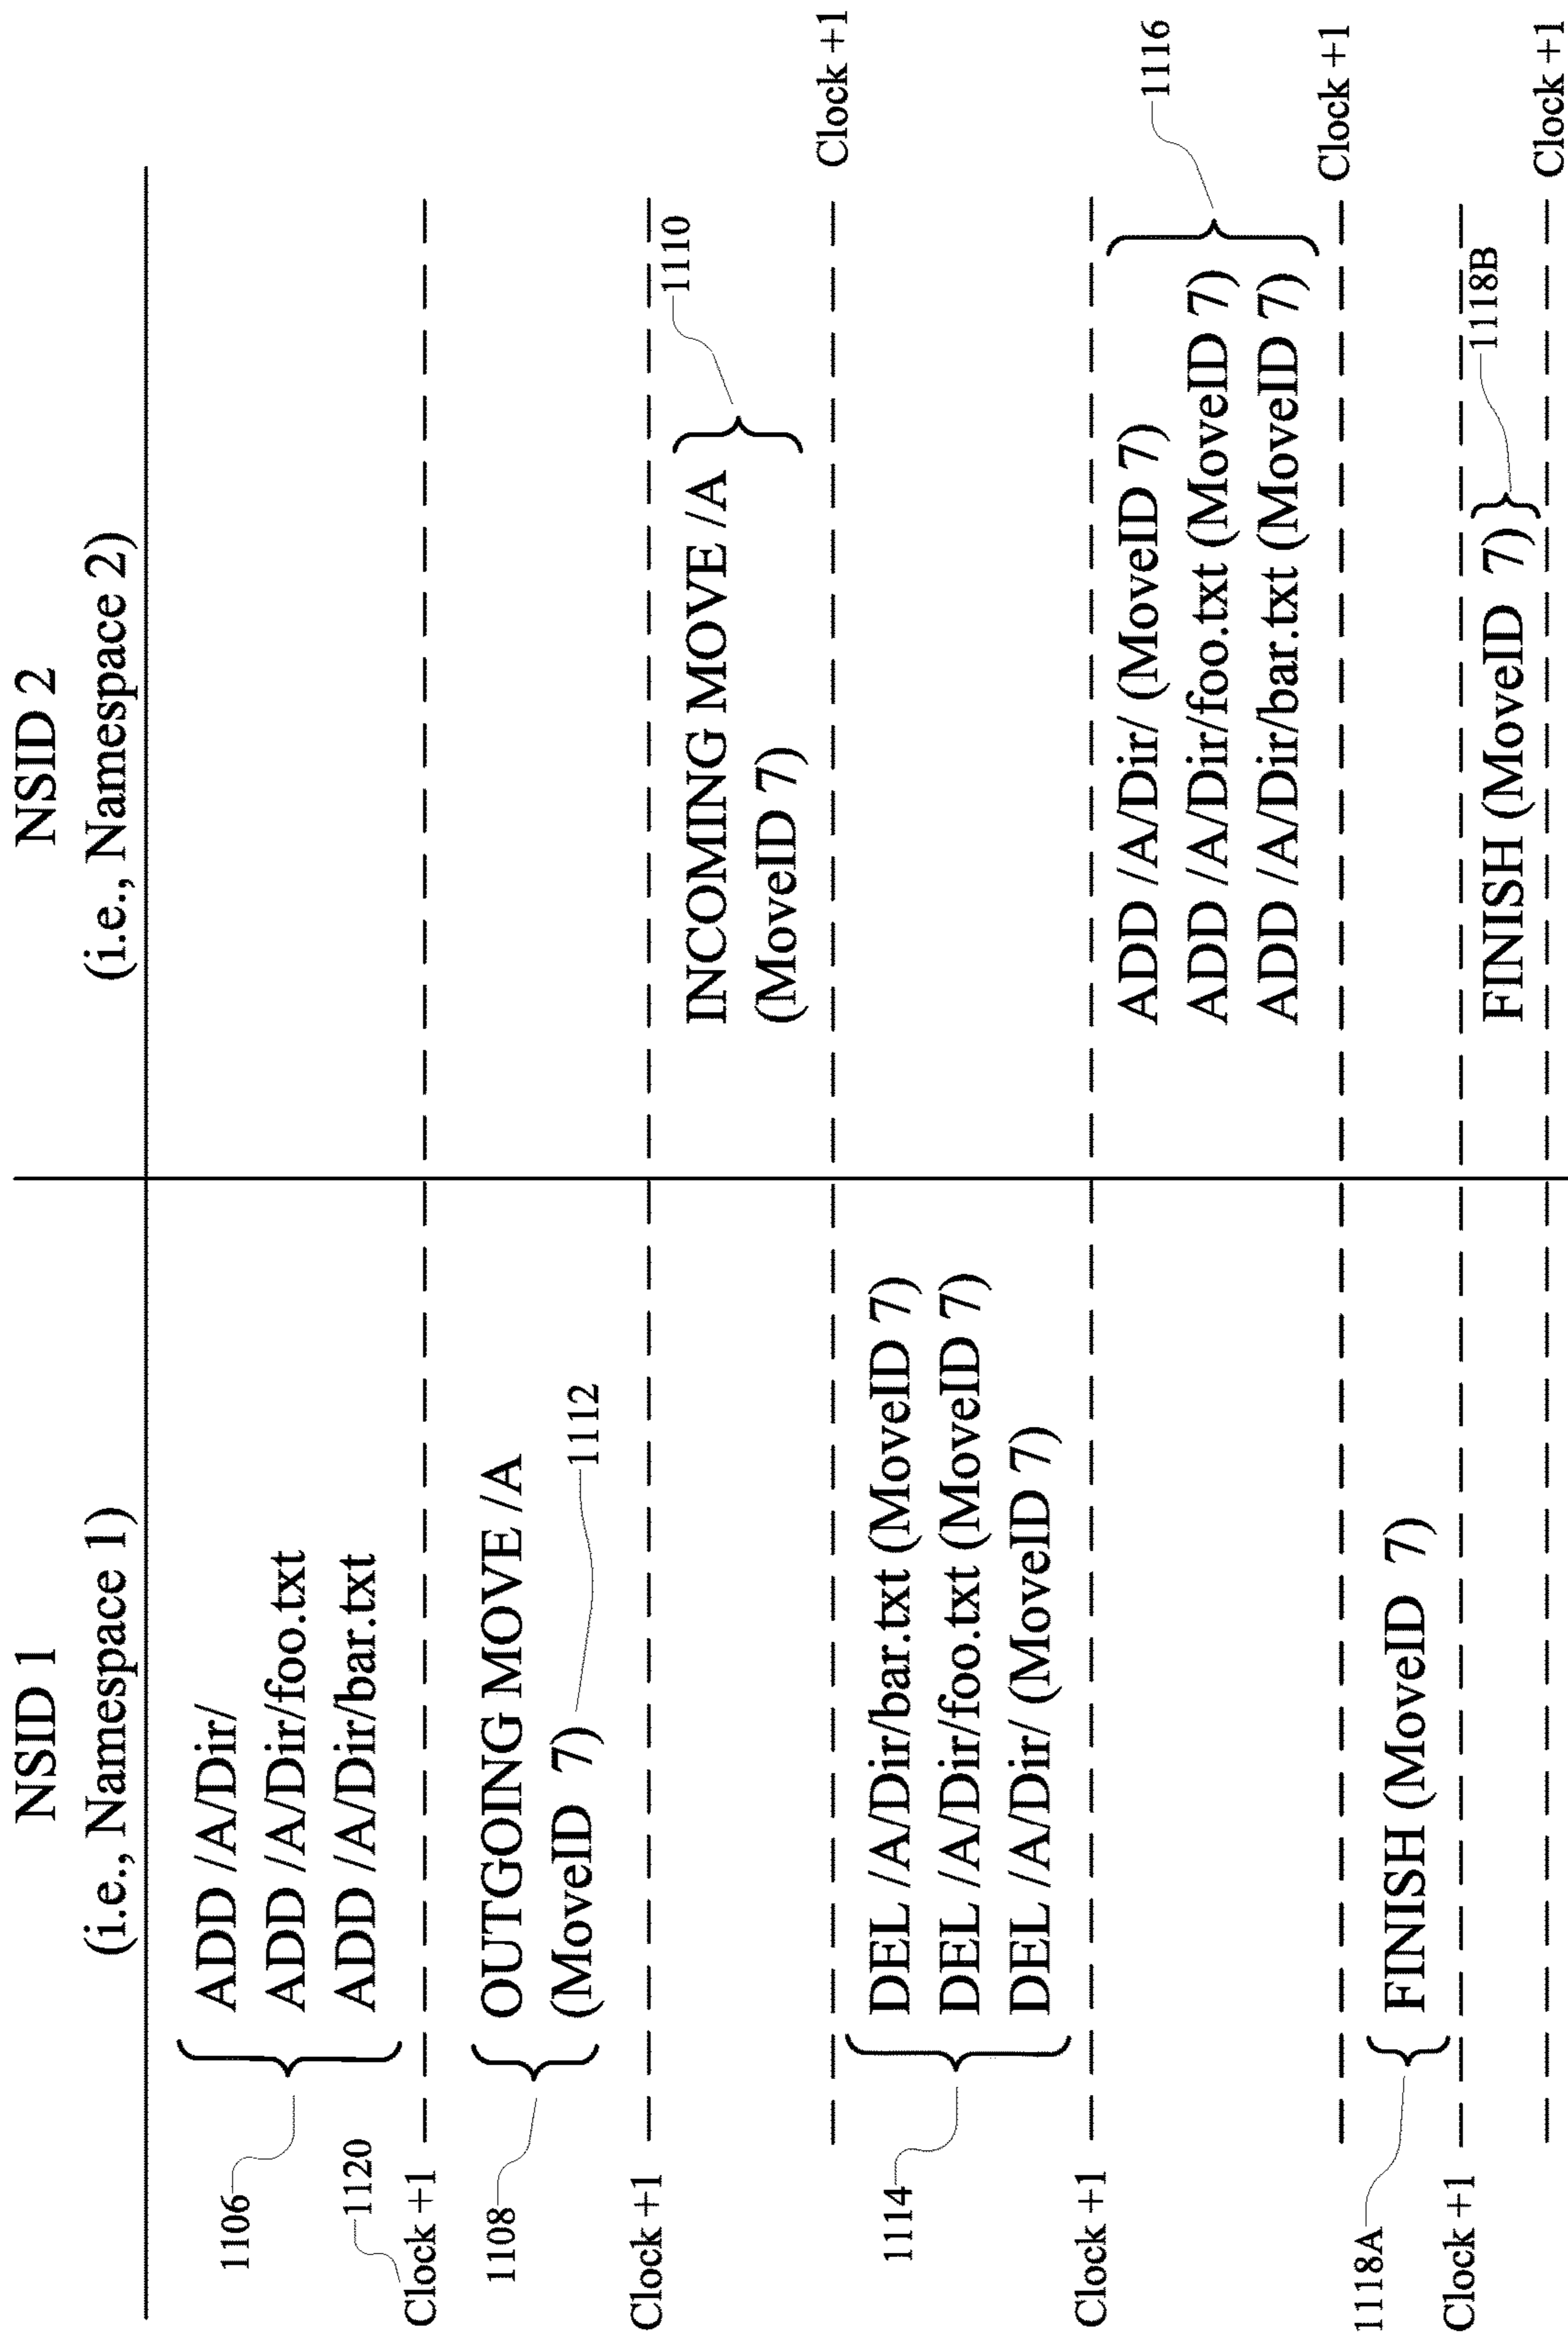 NSID 1
(i.e., Namespace 1)
NSID 2
(i.e., Namespace 2)
1106
ADD /A/Dir/
ADD /A/Dir/foo.txt
ADD /A/Dir/bar.txt
1120
Clock +1
1108
OUTGOING MOVE /A
(MoveID 7)
1112
Clock +1
INCOMING MOVE /A
(MoveID 7)
1110
Clock +1
1114
DEL /A/Dir/bar.txt (MoveID 7)
DEL /A/Dir/foo.txt (MoveID 7)
DEL /A/Dir/ (MoveID 7)
Clock +1
ADD /A/Dir/ (MoveID 7)
ADD /A/Dir/foo.txt (MoveID 7)
ADD /A/Dir/bar.txt (MoveID 7)
1116
Clock +1
1118A
FINISH (MoveID 7)
Clock +1
FINISH (MoveID 7)
1118B
Clock +1